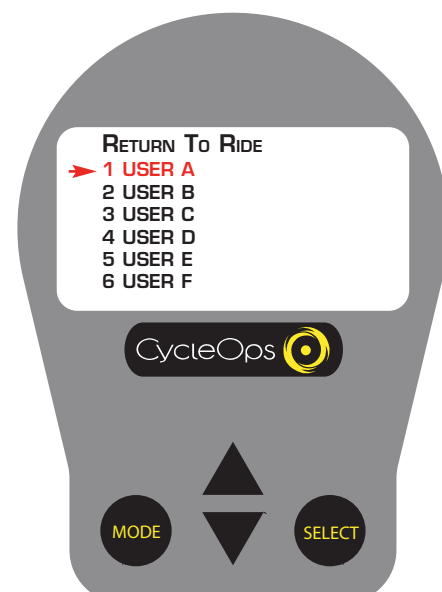 RETURN TO RIDE
1 USER A
2 USER B
3 USER C
4 USER D
5 USER E
6 USER F
CycleOps
MODE
SELECT